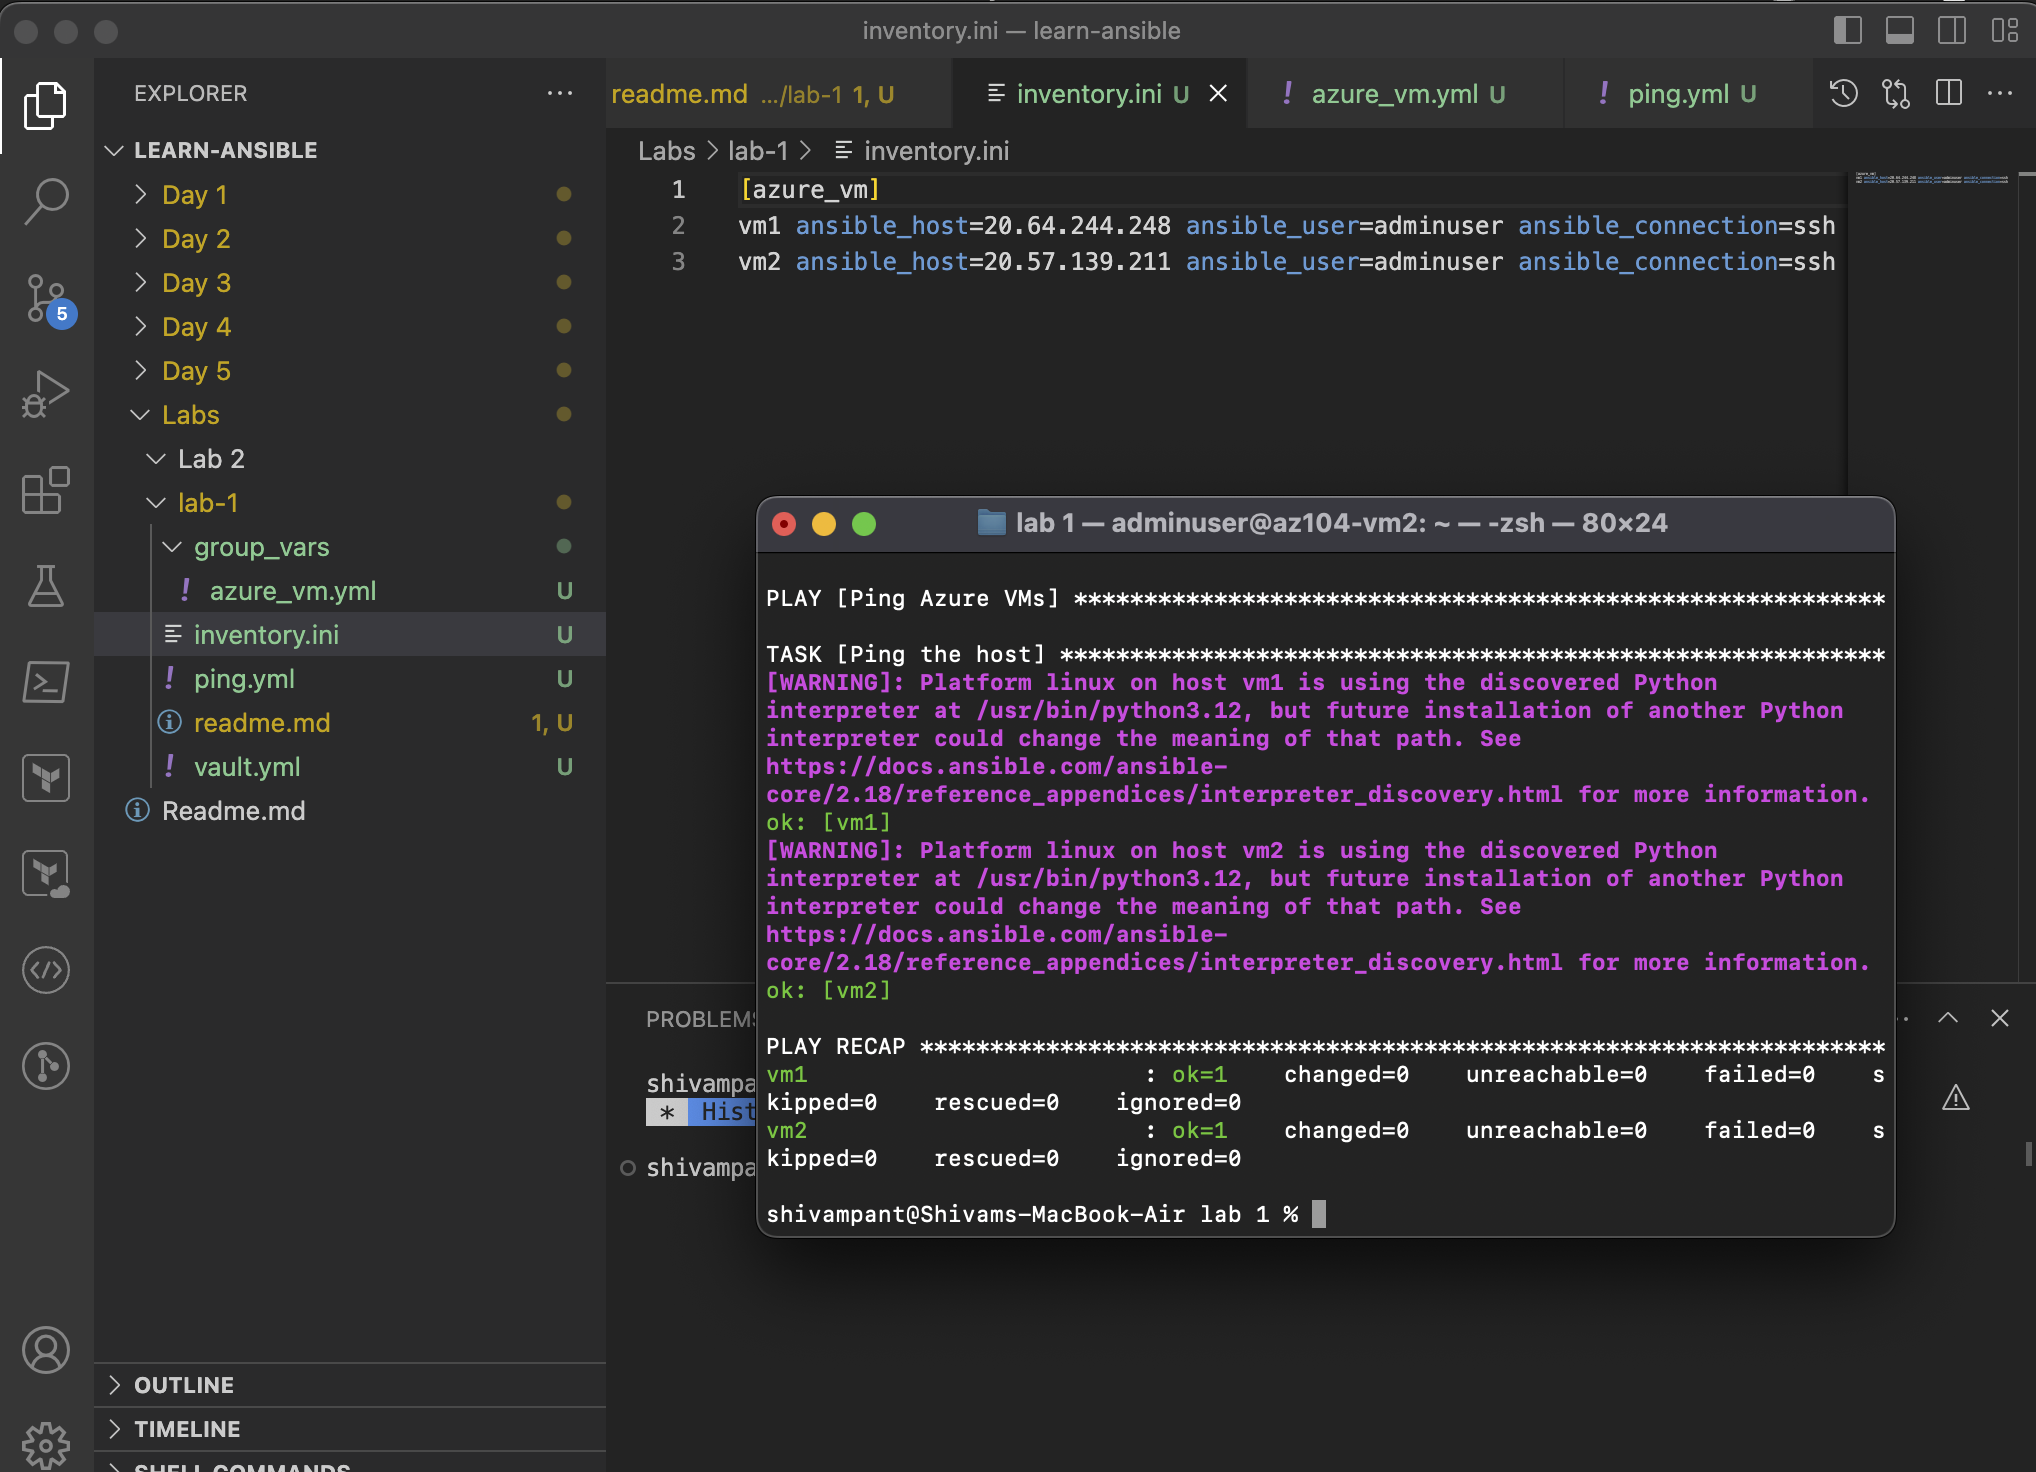 inventory.ini — learn-ansible
EXPLORER
LEARN-ANSIBLE
Day 1
Day 2
Day 3
Day 4
Day 5
Labs
Lab 2
lab-1
group_vars
! azure_vm.yml U
inventory.ini U
! ping.yml U
readme.md 1, U
! vault.yml U
Readme.md
OUTLINE
TIMELINE
SHELL COMMANDS
5
readme.md .../lab-1 1, U
inventory.ini U
! azure_vm.yml U
! ping.yml U
Labs > lab-1 > inventory.ini
1 [azure_vm]
2 vm1 ansible_host=20.64.244.248 ansible_user=adminuser ansible_connection=ssh
3 vm2 ansible_host=20.57.139.211 ansible_user=adminuser ansible_connection=ssh
PROBLEMS
shivampa
* Hist
shivampa
lab 1 — adminuser@az104-vm2: ~ — -zsh — 80×24
PLAY [Ping Azure VMs] **********************************************************
TASK [Ping the host] ***********************************************************
[WARNING]: Platform linux on host vm1 is using the discovered Python
interpreter at /usr/bin/python3.12, but future installation of another Python
interpreter could change the meaning of that path. See
https://docs.ansible.com/ansible-
core/2.18/reference_appendices/interpreter_discovery.html for more information.
ok: [vm1]
[WARNING]: Platform linux on host vm2 is using the discovered Python
interpreter at /usr/bin/python3.12, but future installation of another Python
interpreter could change the meaning of that path. See
https://docs.ansible.com/ansible-
core/2.18/reference_appendices/interpreter_discovery.html for more information.
ok: [vm2]
PLAY RECAP *********************************************************************
vm1                        : ok=1    changed=0    unreachable=0    failed=0    s
kipped=0    rescued=0    ignored=0
vm2                        : ok=1    changed=0    unreachable=0    failed=0    s
kipped=0    rescued=0    ignored=0
shivampant@Shivams-MacBook-Air lab 1 %